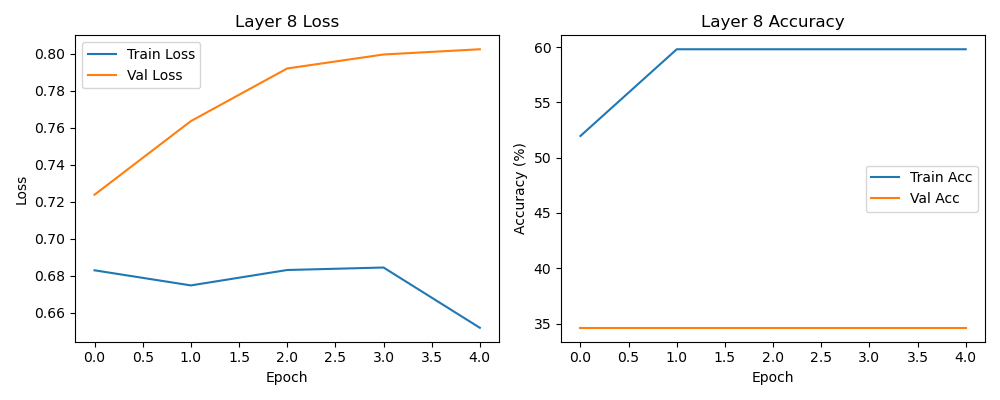 Layer 8 Loss
0.80
0.78
0.76
0.74
0.72
0.70
0.68
0.66
Loss
Train Loss
Val Loss
0.0 0.5 1.0 1.5 2.0 2.5 3.0 3.5 4.0
Epoch
Layer 8 Accuracy
60
55
50
45
40
35
Accuracy (%)
Train Acc
Val Acc
0.0 0.5 1.0 1.5 2.0 2.5 3.0 3.5 4.0
Epoch